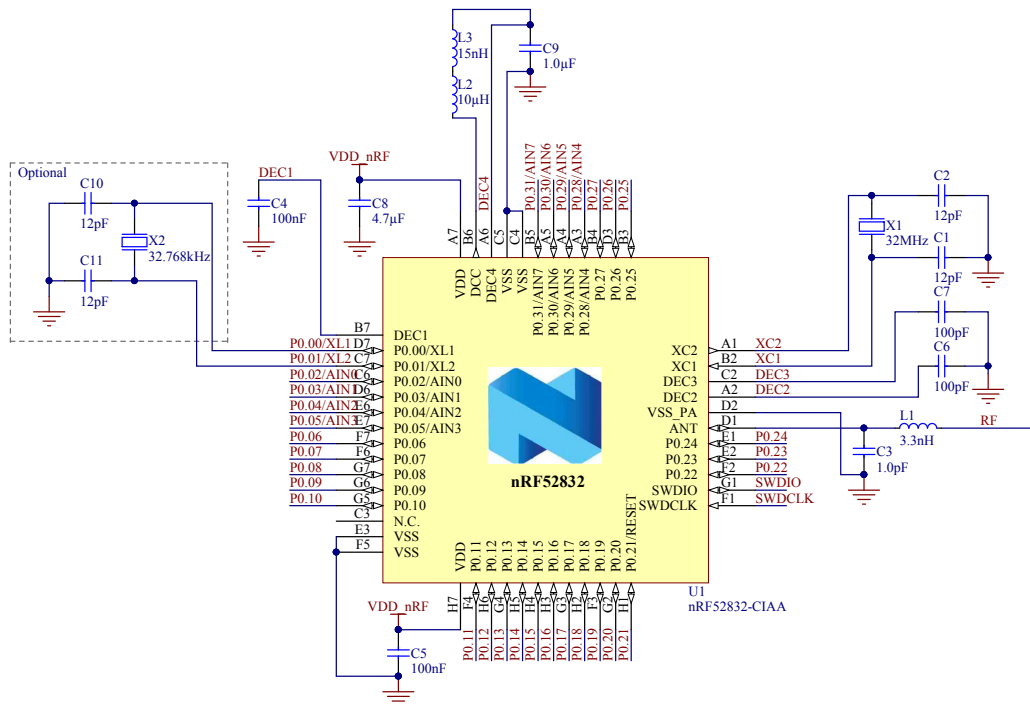 L3
15nH
L2
10µH
C9
1.0µF
Optional
C10
12pF
X2
32.768kHz
C11
12pF
DEC1
C4
100nF
VDD_nRF
C8
4.7µF
DEC4
P0.31/AIN7
P0.30/AIN6
P0.29/AIN5
P0.28/AIN4
P0.27
P0.26
P0.25
A7
B6
A6
C5
C4
B5
A5
A4
A3
B4
D3
B3
VDD
DCC
DEC4
VSS
VSS
P0.31/AIN7
P0.30/AIN6
P0.29/AIN5
P0.28/AIN4
P0.27
P0.26
P0.25
C2
12pF
X1
32MHz
C1
12pF
C7
100pF
C6
100pF
B7 DEC1
P0.00/XL1 D7 P0.00/XL1
P0.01/XL2 C7 P0.01/XL2
P0.02/AIN0 C6 P0.02/AIN0
P0.03/AIN1 D6 P0.03/AIN1
P0.04/AIN2 E6 P0.04/AIN2
P0.05/AIN3 E7 P0.05/AIN3
P0.06 F7 P0.06
P0.07 F6 P0.07
P0.08 G7 P0.08
P0.09 G6 P0.09
P0.10 G5 P0.10
C3 N.C.
E3 VSS
F5 VSS
nRF52832
XC2 A1 XC2
XC1 B2 XC1
DEC3 C2 DEC3
DEC2 A2 DEC2
VSS_PA D2
ANT D1
P0.24 E1 P0.24
P0.23 E2 P0.23
P0.22 F2 P0.22
SWDIO G1 SWDIO
SWDCLK F1 SWDCLK
L1
3.3nH
RF
C3
1.0pF
VDD
P0.11
P0.12
P0.13
P0.14
P0.15
P0.16
P0.17
P0.18
P0.19
P0.20
P0.21/RESET
H7
F4
H6
G4
H5
H4
H3
G3
H2
F3
G2
H1
P0.11
P0.12
P0.13
P0.14
P0.15
P0.16
P0.17
P0.18
P0.19
P0.20
P0.21
U1
nRF52832-CIAA
VDD_nRF
C5
100nF